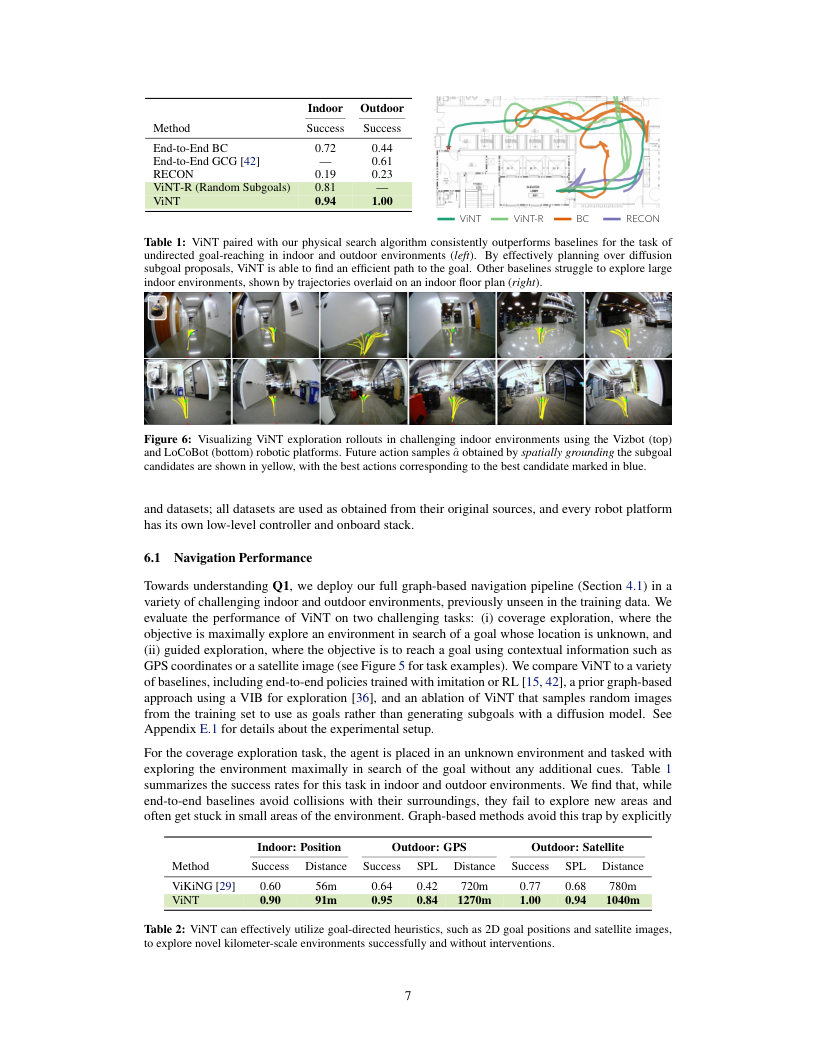 Indoor Outdoor
Method Success Success
End-to-End BC 0.72 0.44
End-to-End GCG [42] — 0.61
RECON 0.19 0.23
ViNT-R (Random Subgoals) 0.81 —
ViNT 0.94 1.00
ViNT ViNT-R BC RECON
Table 1: ViNT paired with our physical search algorithm consistently outperforms baselines for the task of
undirected goal-reaching in indoor and outdoor environments (left). By effectively planning over diffusion
subgoal proposals, ViNT is able to find an efficient path to the goal. Other baselines struggle to explore large
indoor environments, shown by trajectories overlaid on an indoor floor plan (right).
Figure 6: Visualizing ViNT exploration rollouts in challenging indoor environments using the Vizbot (top)
and LoCoBot (bottom) robotic platforms. Future action samples â obtained by spatially grounding the subgoal
candidates are shown in yellow, with the best actions corresponding to the best candidate marked in blue.
and datasets; all datasets are used as obtained from their original sources, and every robot platform
has its own low-level controller and onboard stack.
6.1 Navigation Performance
Towards understanding Q1, we deploy our full graph-based navigation pipeline (Section 4.1) in a
variety of challenging indoor and outdoor environments, previously unseen in the training data. We
evaluate the performance of ViNT on two challenging tasks: (i) coverage exploration, where the
objective is maximally explore an environment in search of a goal whose location is unknown, and
(ii) guided exploration, where the objective is to reach a goal using contextual information such as
GPS coordinates or a satellite image (see Figure 5 for task examples). We compare ViNT to a variety
of baselines, including end-to-end policies trained with imitation or RL [15, 42], a prior graph-based
approach using a VIB for exploration [36], and an ablation of ViNT that samples random images
from the training set to use as goals rather than generating subgoals with a diffusion model. See
Appendix E.1 for details about the experimental setup.
For the coverage exploration task, the agent is placed in an unknown environment and tasked with
exploring the environment maximally in search of the goal without any additional cues. Table 1
summarizes the success rates for this task in indoor and outdoor environments. We find that, while
end-to-end baselines avoid collisions with their surroundings, they fail to explore new areas and
often get stuck in small areas of the environment. Graph-based methods avoid this trap by explicitly
Indoor: Position Outdoor: GPS Outdoor: Satellite
Method Success Distance Success SPL Distance Success SPL Distance
ViKiNG [29] 0.60 56m 0.64 0.42 720m 0.77 0.68 780m
ViNT 0.90 91m 0.95 0.84 1270m 1.00 0.94 1040m
Table 2: ViNT can effectively utilize goal-directed heuristics, such as 2D goal positions and satellite images,
to explore novel kilometer-scale environments successfully and without interventions.
7